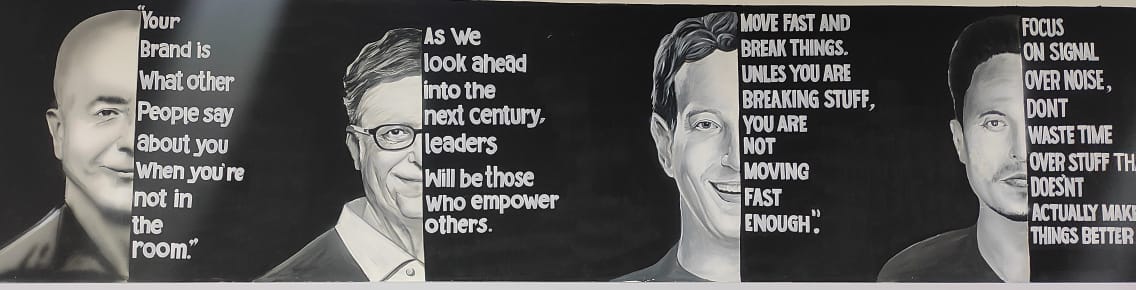 "Your
Brand is
What other
People say
about you
When you're
not in
the
room."
As We
look ahead
into the
next century,
leaders
Will be those
Who empower
others.
MOVE FAST AND
BREAK THINGS.
UNLES YOU ARE
BREAKING STUFF,
YOU ARE
NOT
MOVING
FAST
ENOUGH."
FOCUS
ON SIGNAL
OVER NOISE,
DONT
WASTE TIME
OVER STUFF TH
DOES'NT
ACTUALLY MAKE
THINGS BETTER